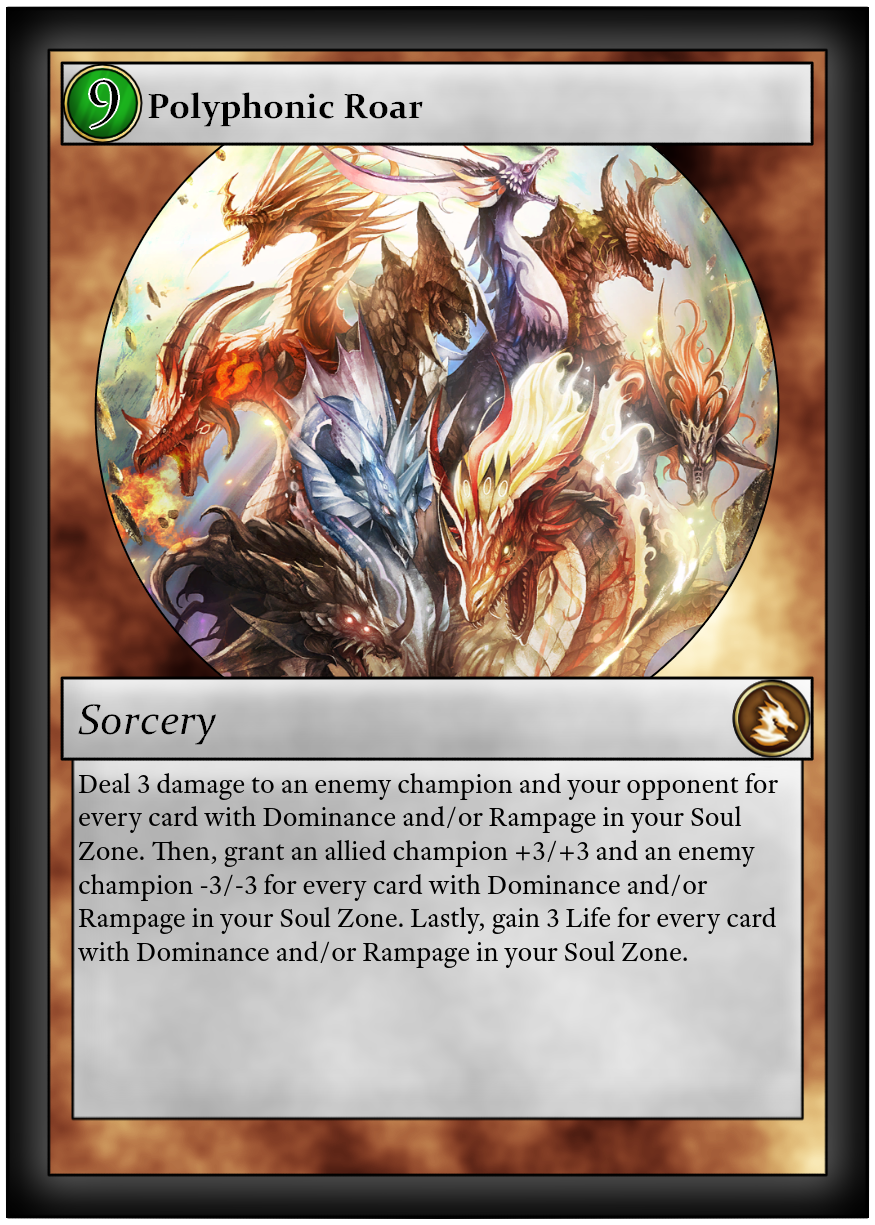 9 Polyphonic Roar
Sorcery
Deal 3 damage to an enemy champion and your opponent for
every card with Dominance and/or Rampage in your Soul
Zone. Then, grant an allied champion +3/+3 and an enemy
champion -3/-3 for every card with Dominance and/or
Rampage in your Soul Zone. Lastly, gain 3 Life for every card
with Dominance and/or Rampage in your Soul Zone.